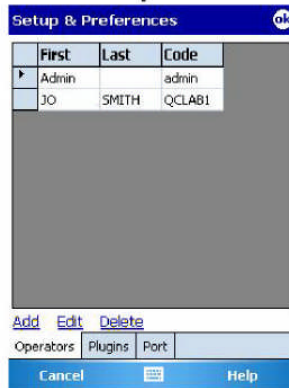 Setup & Preferences ok
First Last Code
Admin admin
JO SMITH QCLAB1
Add Edit Delete
Operators Plugins Port
Cancel Help